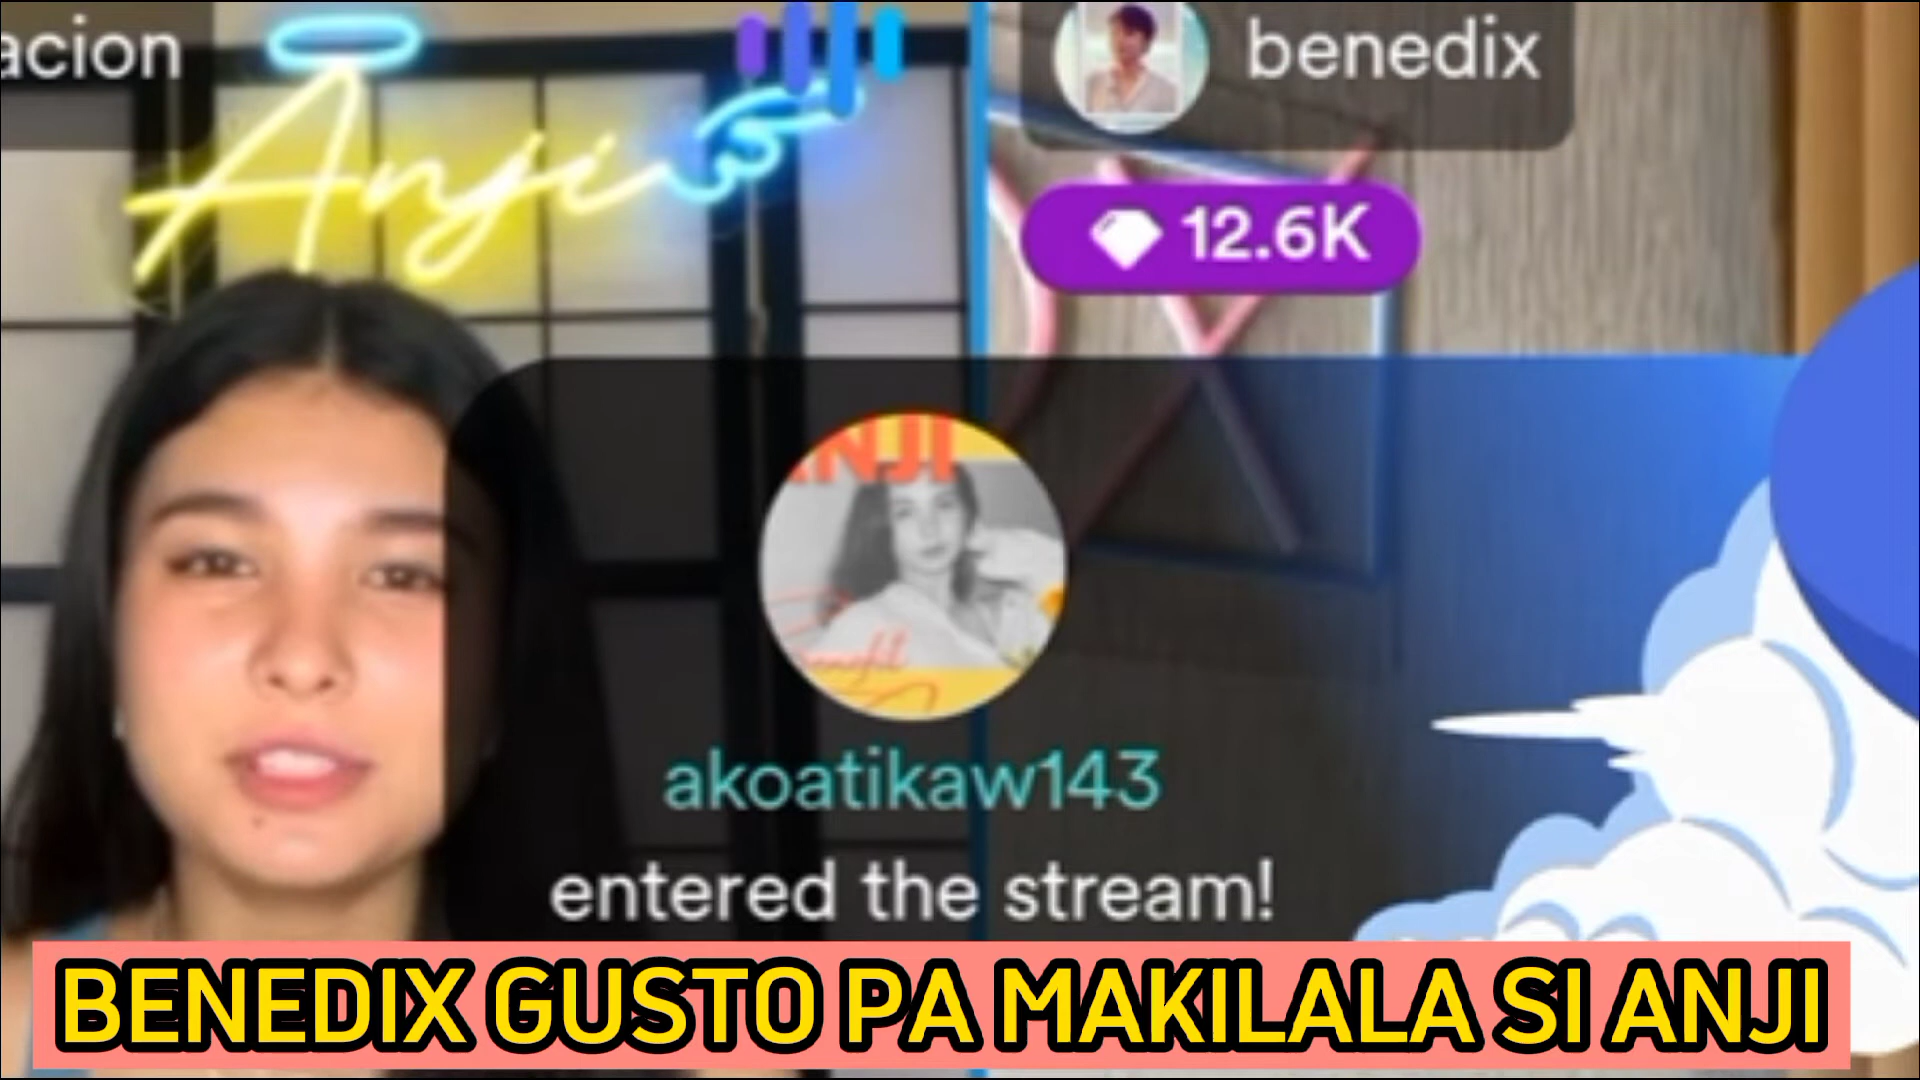 acion
Anji
benedix
12.6K
ANJI
akoatikaw143
entered the stream!
BENEDIX GUSTO PA MAKILALA SI ANJI